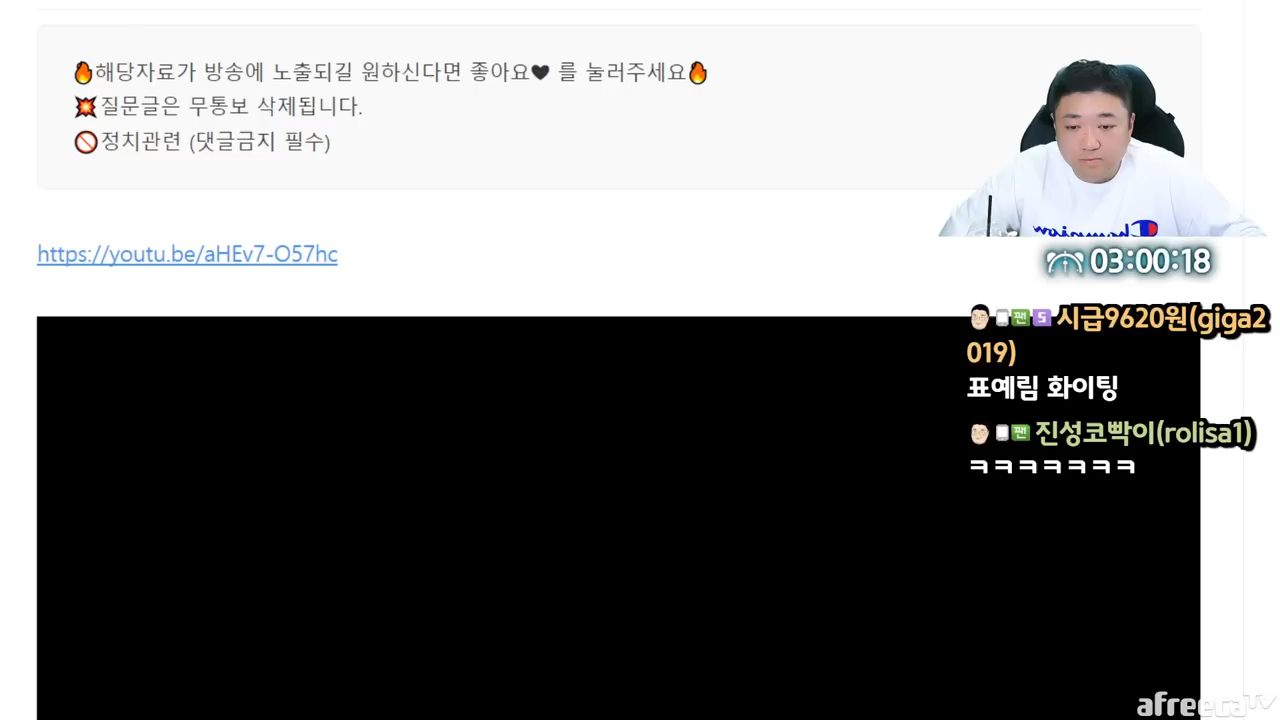 🔥해당자료가 방송에 노출되길 원하신다면 좋아요🖤 를 눌러주세요🔥
💥질문글은 무통보 삭제됩니다.
🚫정치관련 (댓글금지 필수)
https://youtu.be/aHEv7-O57hc
Champion
03:00:18
팬 5 시급9620원(giga2
019)
표예림 화이팅
팬 진성코빡이(rolisa1)
ㅋㅋㅋㅋㅋㅋㅋ
afreecaTV